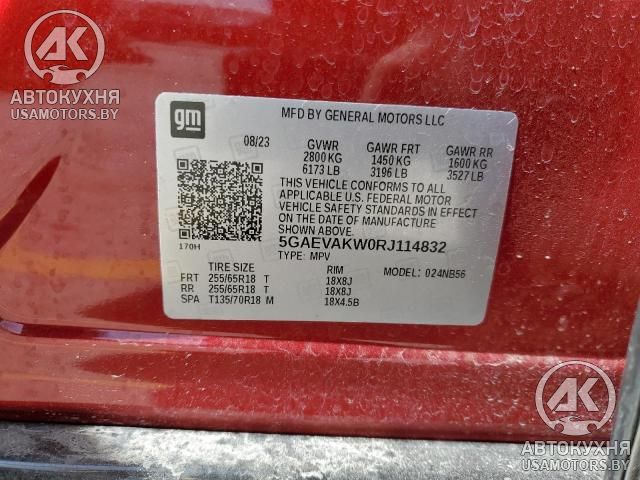 AK
АВТОКУХНЯ
USAMOTORS.BY
gm
MFD BY GENERAL MOTORS LLC
08/23 GVWR GAWR FRT GAWR RR
2800 KG 1450 KG 1600 KG
6173 LB 3196 LB 3527 LB
THIS VEHICLE CONFORMS TO ALL
APPLICABLE U.S. FEDERAL MOTOR
VEHICLE SAFETY STANDARDS IN EFFECT
ON THE DATE OF MANUFACTURE
SHOWN ABOVE.
170H 5GAEVAKW0RJ114832
TYPE: MPV
TIRE SIZE RIM MODEL: 024NB56
FRT 255/65R18 T 18X8J
RR 255/65R18 T 18X8J
SPA T135/70R18 M 18X4.5B
AK
АВТОКУХНЯ
USAMOTORS.BY